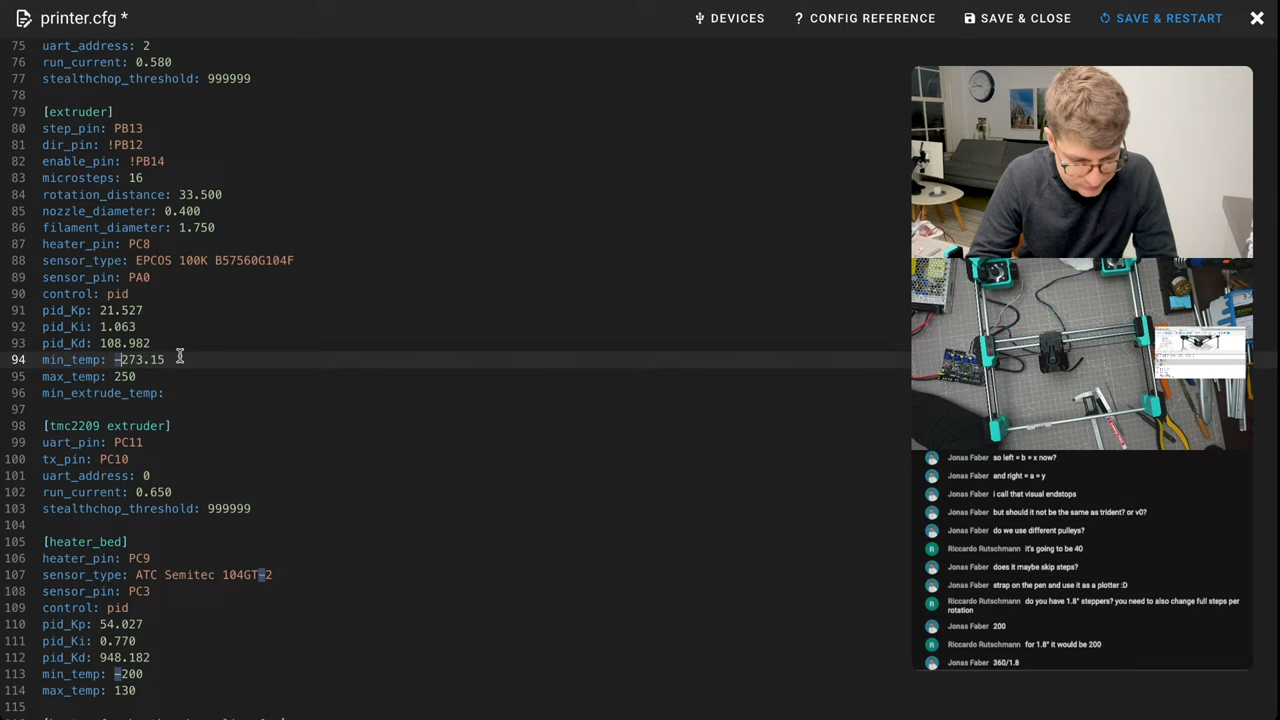 printer.cfg *
DEVICES
? CONFIG REFERENCE
SAVE & CLOSE
SAVE & RESTART
75 uart_address: 2
76 run_current: 0.580
77 stealthchop_threshold: 999999
78
79 [extruder]
80 step_pin: PB13
81 dir_pin: !PB12
82 enable_pin: !PB14
83 microsteps: 16
84 rotation_distance: 33.500
85 nozzle_diameter: 0.400
86 filament_diameter: 1.750
87 heater_pin: PC8
88 sensor_type: EPCOS 100K B57560G104F
89 sensor_pin: PA0
90 control: pid
91 pid_Kp: 21.527
92 pid_Ki: 1.063
93 pid_Kd: 108.982
94 min_temp: -273.15
95 max_temp: 250
96 min_extrude_temp:
97
98 [tmc2209 extruder]
99 uart_pin: PC11
100 tx_pin: PC10
101 uart_address: 0
102 run_current: 0.650
103 stealthchop_threshold: 999999
104
105 [heater_bed]
106 heater_pin: PC9
107 sensor_type: ATC Semitec 104GT-2
108 sensor_pin: PC3
109 control: pid
110 pid_Kp: 54.027
111 pid_Ki: 0.770
112 pid_Kd: 948.182
113 min_temp: -200
114 max_temp: 130
115
Jonas Faber so left = b = x now?
Jonas Faber and right = a = y
Jonas Faber i call that visual endstops
Jonas Faber but should it not be the same as trident? or v0?
Jonas Faber do we use different pulleys?
R Riccardo Rutschmann it's going to be 40
Jonas Faber does it maybe skip steps?
Jonas Faber strap on the pen and use it as a plotter :D
R Riccardo Rutschmann do you have 1.8° steppers? you need to also change full steps per
rotation
Jonas Faber 200
R Riccardo Rutschmann for 1.8° it would be 200
Jonas Faber 360/1.8